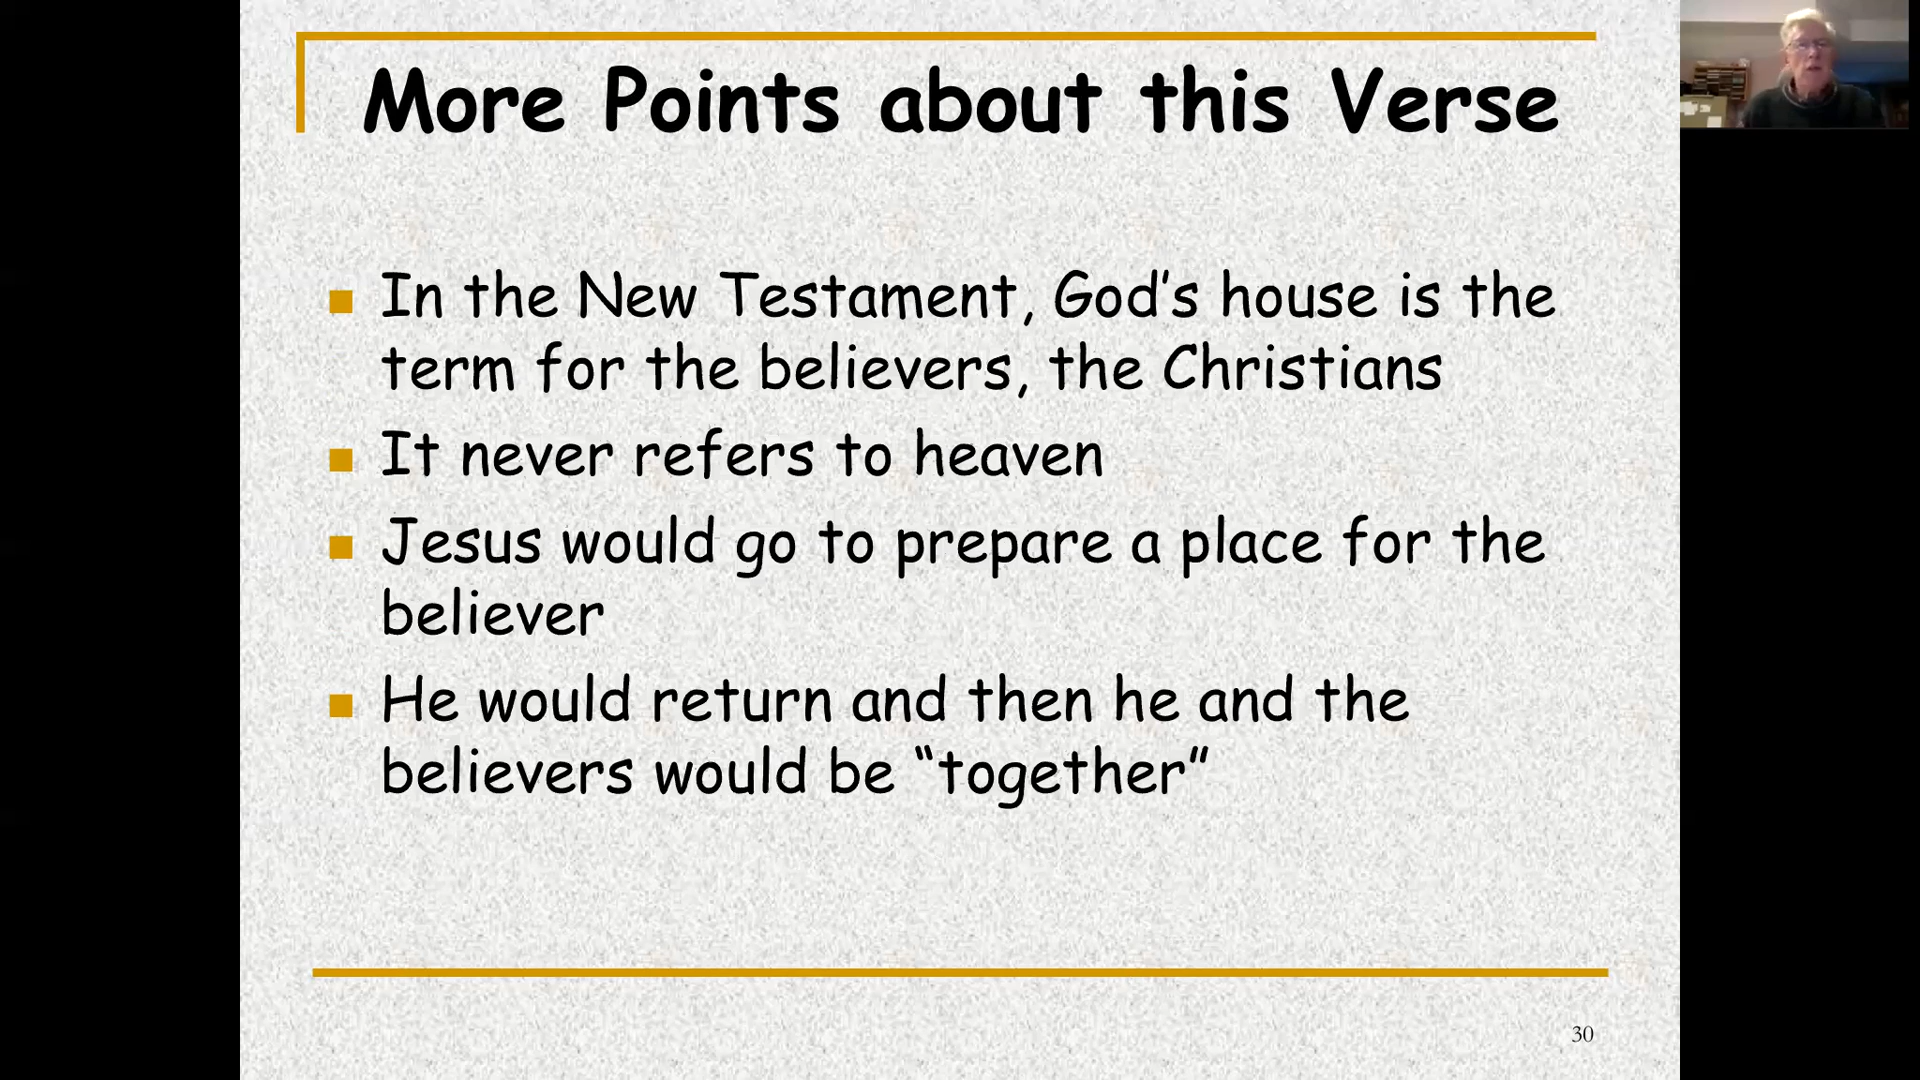 More Points about this Verse
In the New Testament, God’s house is the
term for the believers, the Christians
It never refers to heaven
Jesus would go to prepare a place for the
believer
He would return and then he and the
believers would be “together”
30